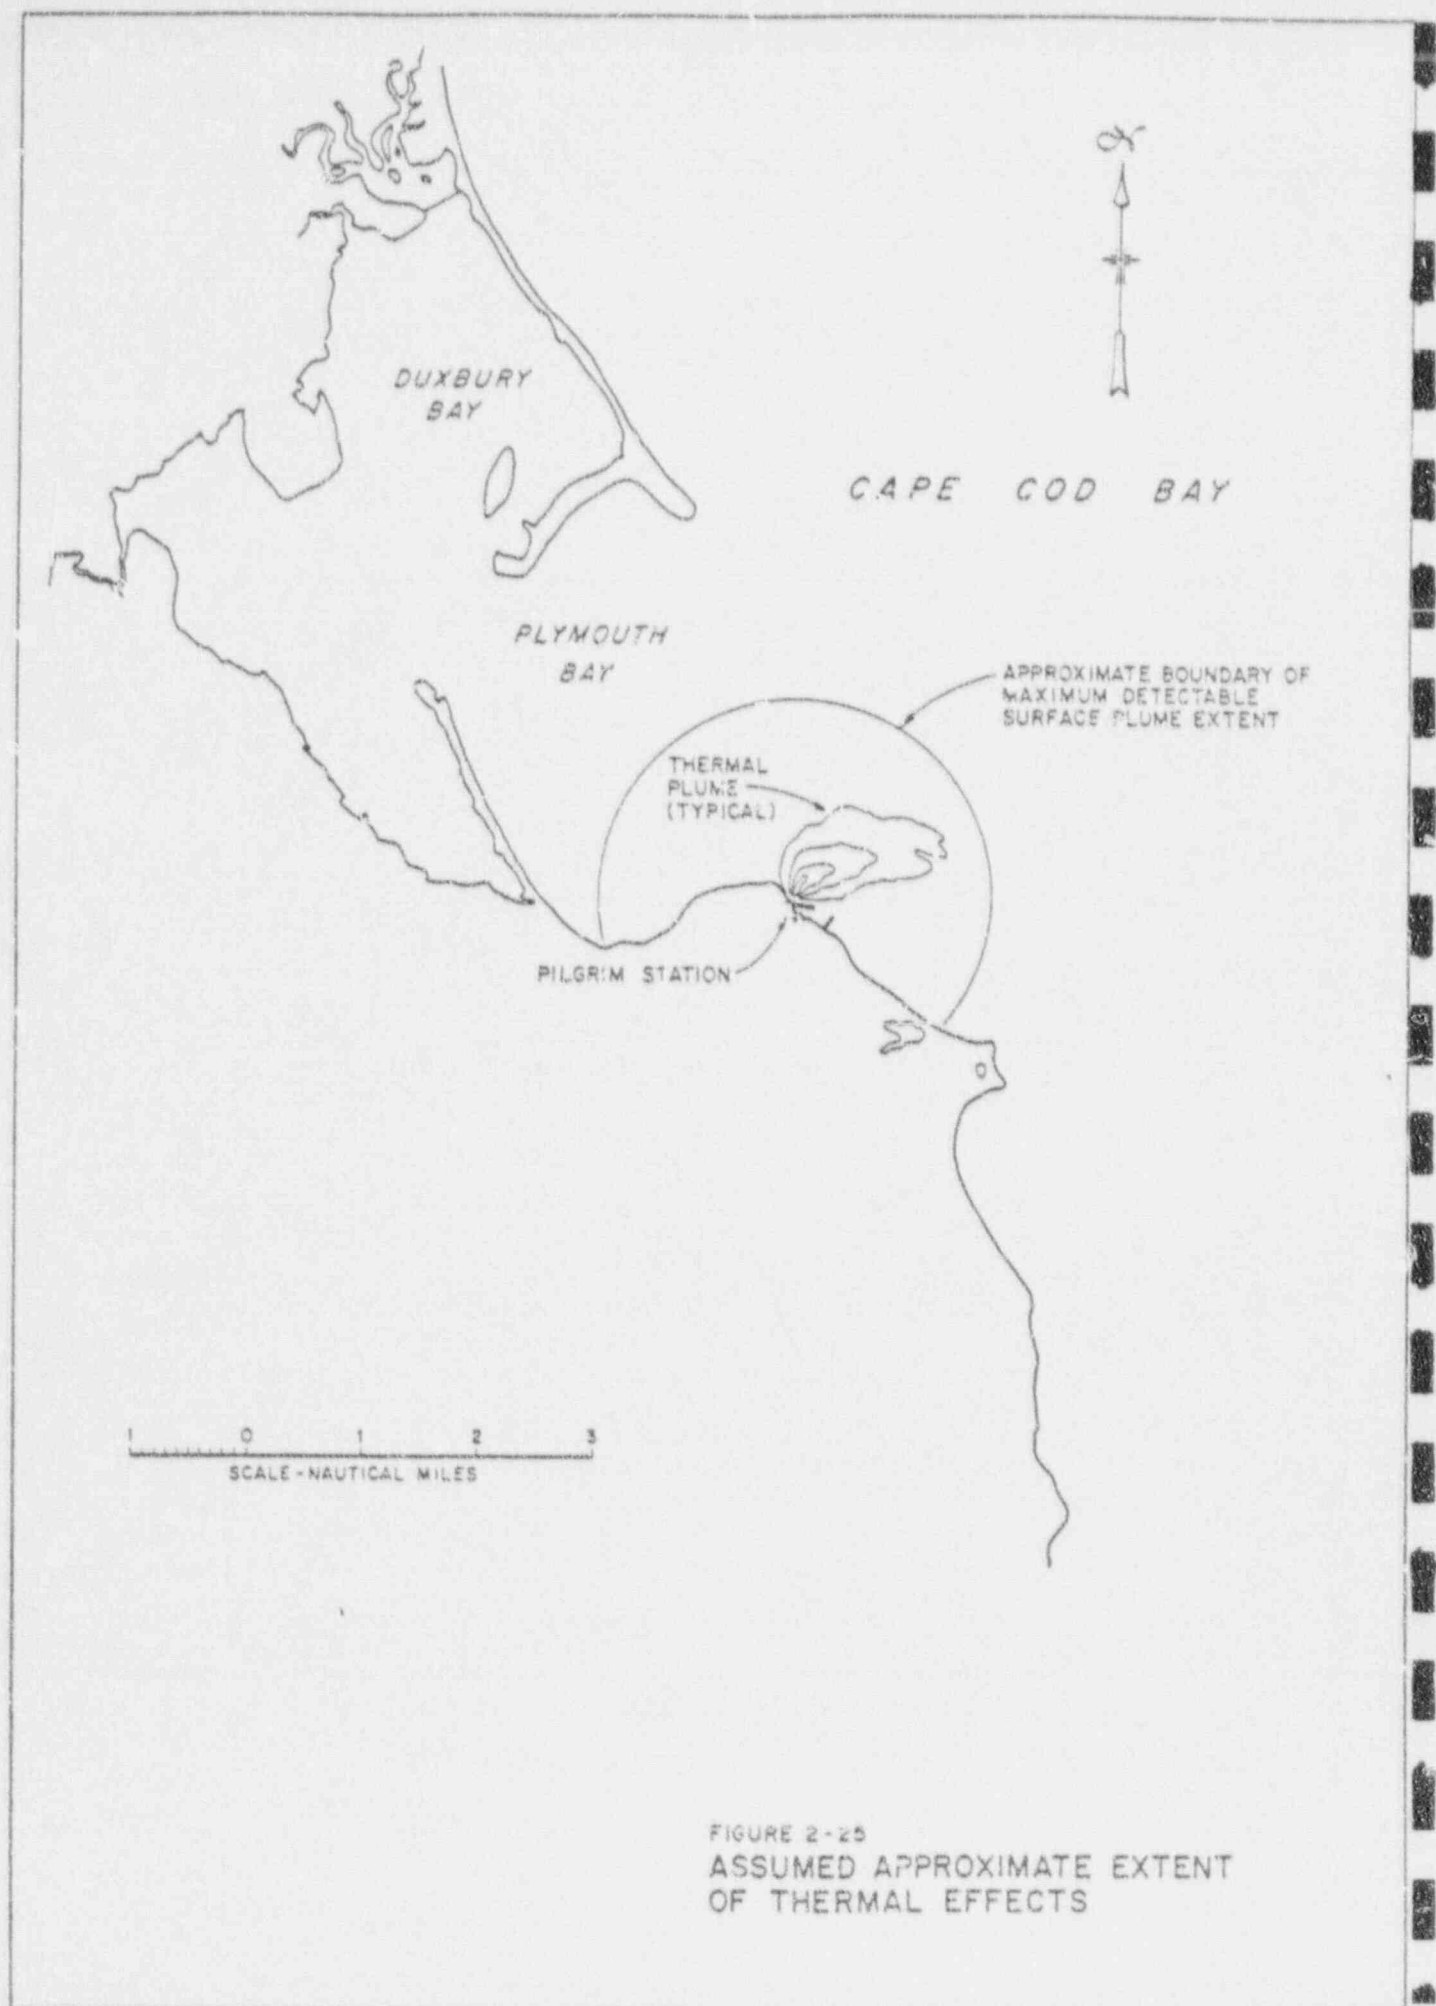 DUXBURY
BAY
CAPE COD BAY
PLYMOUTH
BAY
APPROXIMATE BOUNDARY OF
MAXIMUM DETECTABLE
SURFACE PLUME EXTENT
THERMAL
PLUME
(TYPICAL)
PILGRIM STATION
1 0 1 2 3
SCALE-NAUTICAL MILES
FIGURE 2-25
ASSUMED APPROXIMATE EXTENT
OF THERMAL EFFECTS